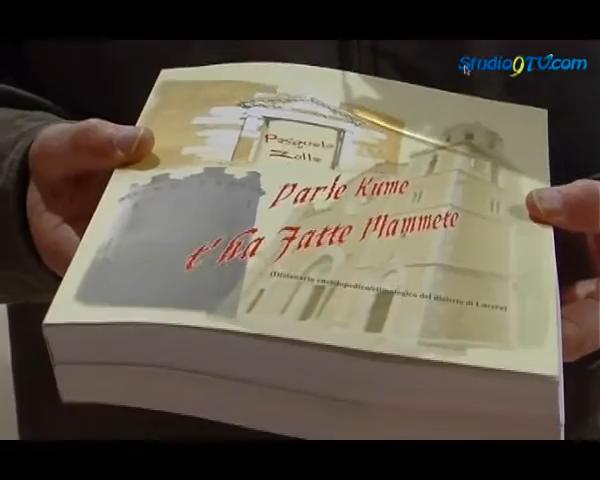 Studio9TV.com
Pasquale
Zolla
Parle Kume
t'ha Fatte Mammete
(Dizionario enciclopedico/etimologico del dialetto di Lucera)